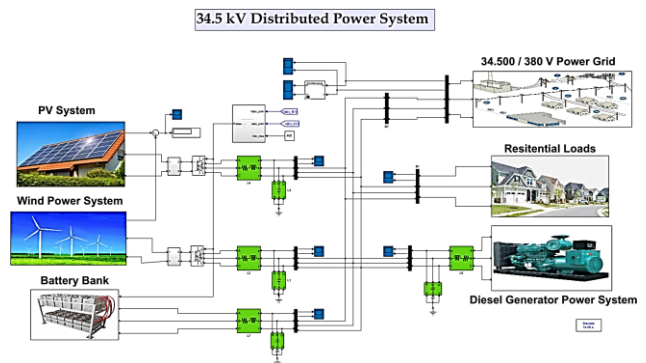 34.5 kV Distributed Power System
34.500 / 380 V Power Grid
PV System
Resitential Loads
Wind Power System
Battery Bank
Diesel Generator Power System